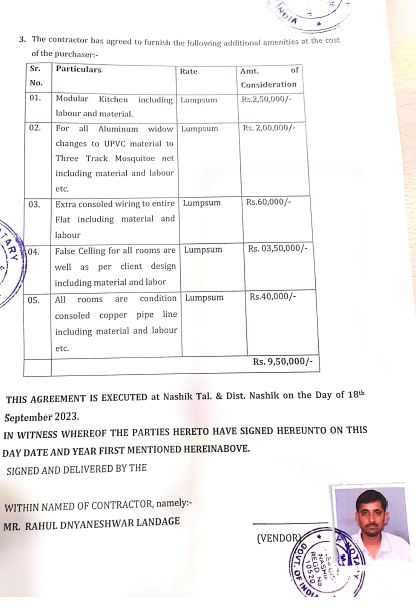 INDIA
3. The contractor has agreed to furnish the following additional amenities at the cost
of the purchaser:-
Sr. No. Particulars Rate Amt. of Consideration
01. Modular Kitchen including Lumpsum Rs.2,50,000/-
labour and material.
02. For all Aluminum widow Lumpsum Rs. 2,00,000/-
changes to UPVC material to
Three Track Mosquitoe net
including material and labour
etc.
03. Extra consoled wiring to entire Lumpsum Rs.60,000/-
Flat including material and
labour
04. False Celling for all rooms are Lumpsum Rs. 03,50,000/-
well as per client design
including material and labor
05. All rooms are condition Lumpsum Rs.40,000/-
consoled copper pipe line
including material and labour
etc.
Rs. 9,50,000/-
TARY
THIS AGREEMENT IS EXECUTED at Nashik Tal. & Dist. Nashik on the Day of 18th
September 2023.
IN WITNESS WHEREOF THE PARTIES HERETO HAVE SIGNED HEREUNTO ON THIS
DAY DATE AND YEAR FIRST MENTIONED HEREINABOVE.
SIGNED AND DELIVERED BY THE
WITHIN NAMED OF CONTRACTOR, namely:-
MR. RAHUL DNYANESHWAR LANDAGE
(VENDOR)
GOVT. OF INDIA
NASHIK
REGD NO